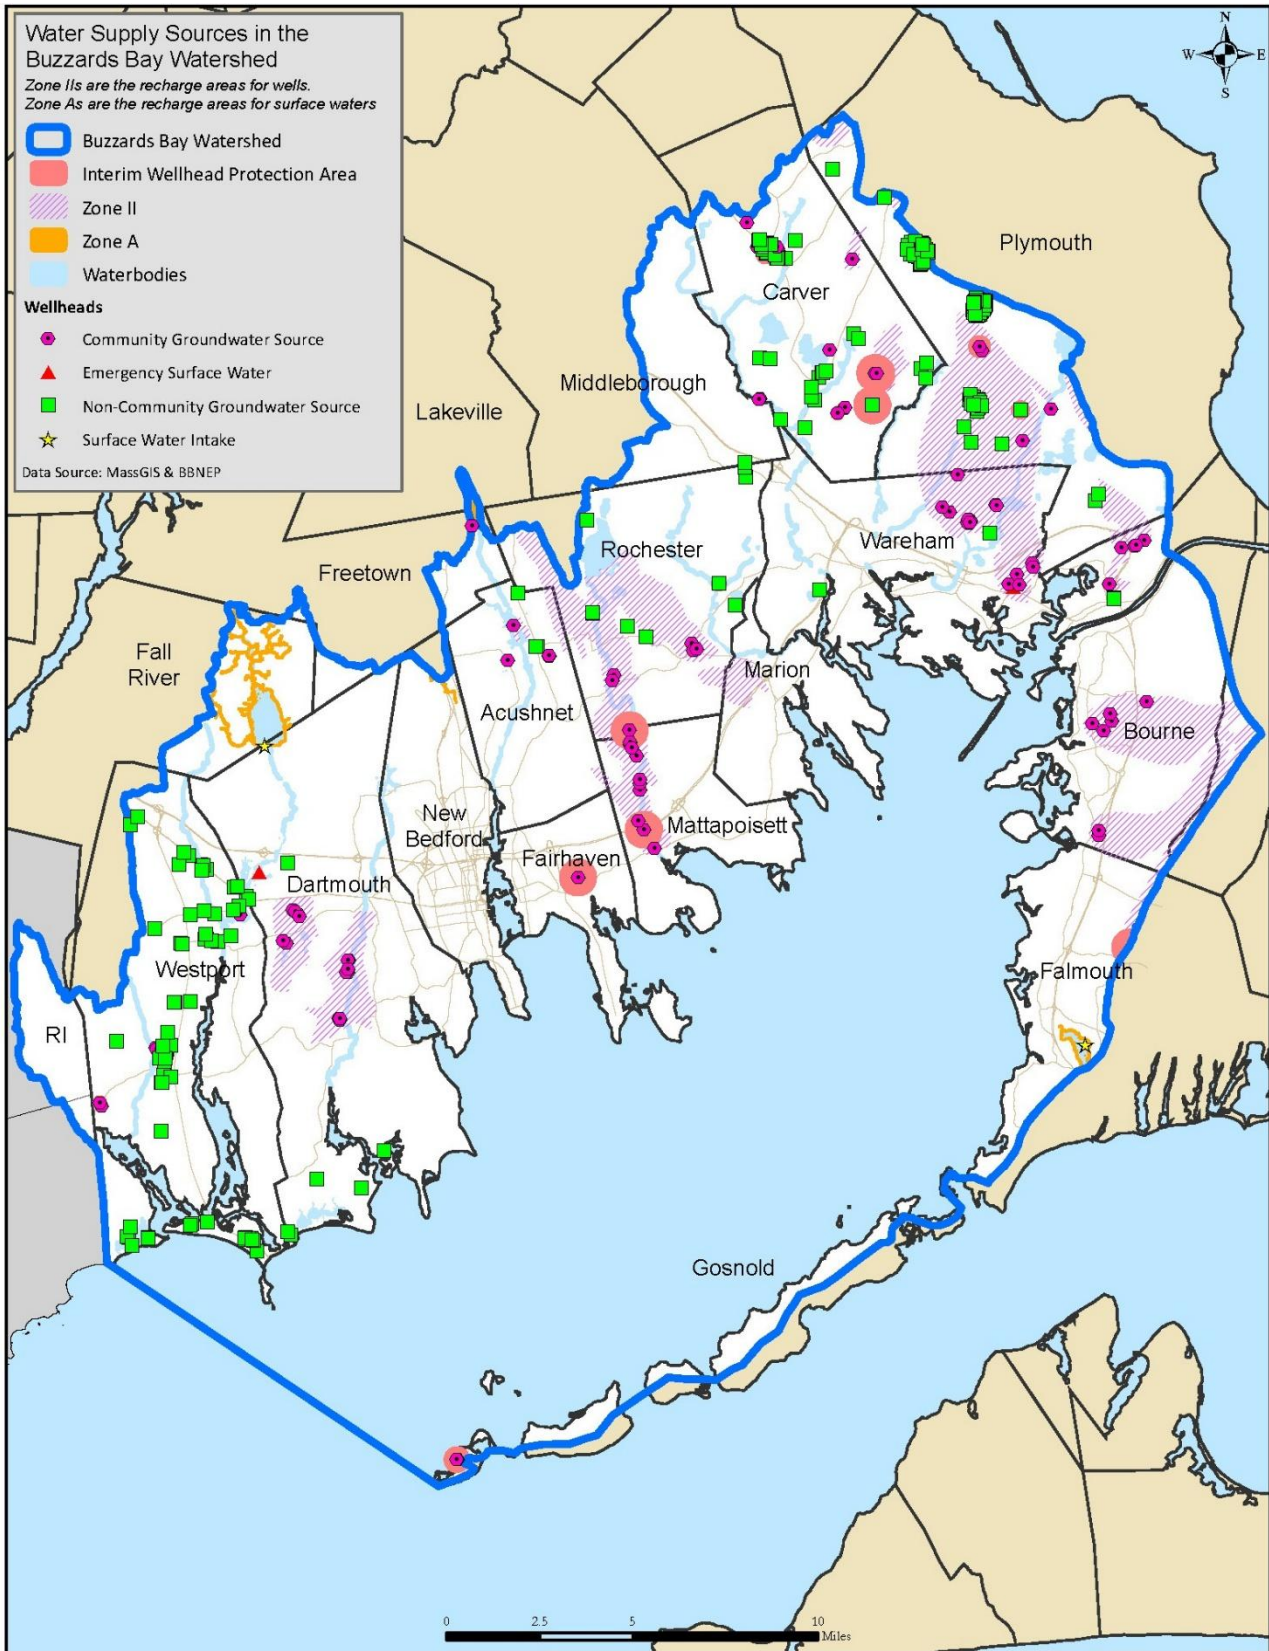 Water Supply Sources in the
Buzzards Bay Watershed
Zone IIs are the recharge areas for wells.
Zone As are the recharge areas for surface waters
Buzzards Bay Watershed
Interim Wellhead Protection Area
Zone II
Zone A
Waterbodies
Wellheads
Community Groundwater Source
Emergency Surface Water
Non-Community Groundwater Source
Surface Water Intake
Data Source: MassGIS & BBNEP
N
W E
S
Plymouth
Carver
Middleborough
Lakeville
Rochester
Wareham
Freetown
Fall
River
Marion
Acushnet
Bourne
New
Bedford
Mattapoisett
Fairhaven
Dartmouth
Westport
Falmouth
RI
Gosnold
0 2.5 5 10
Miles